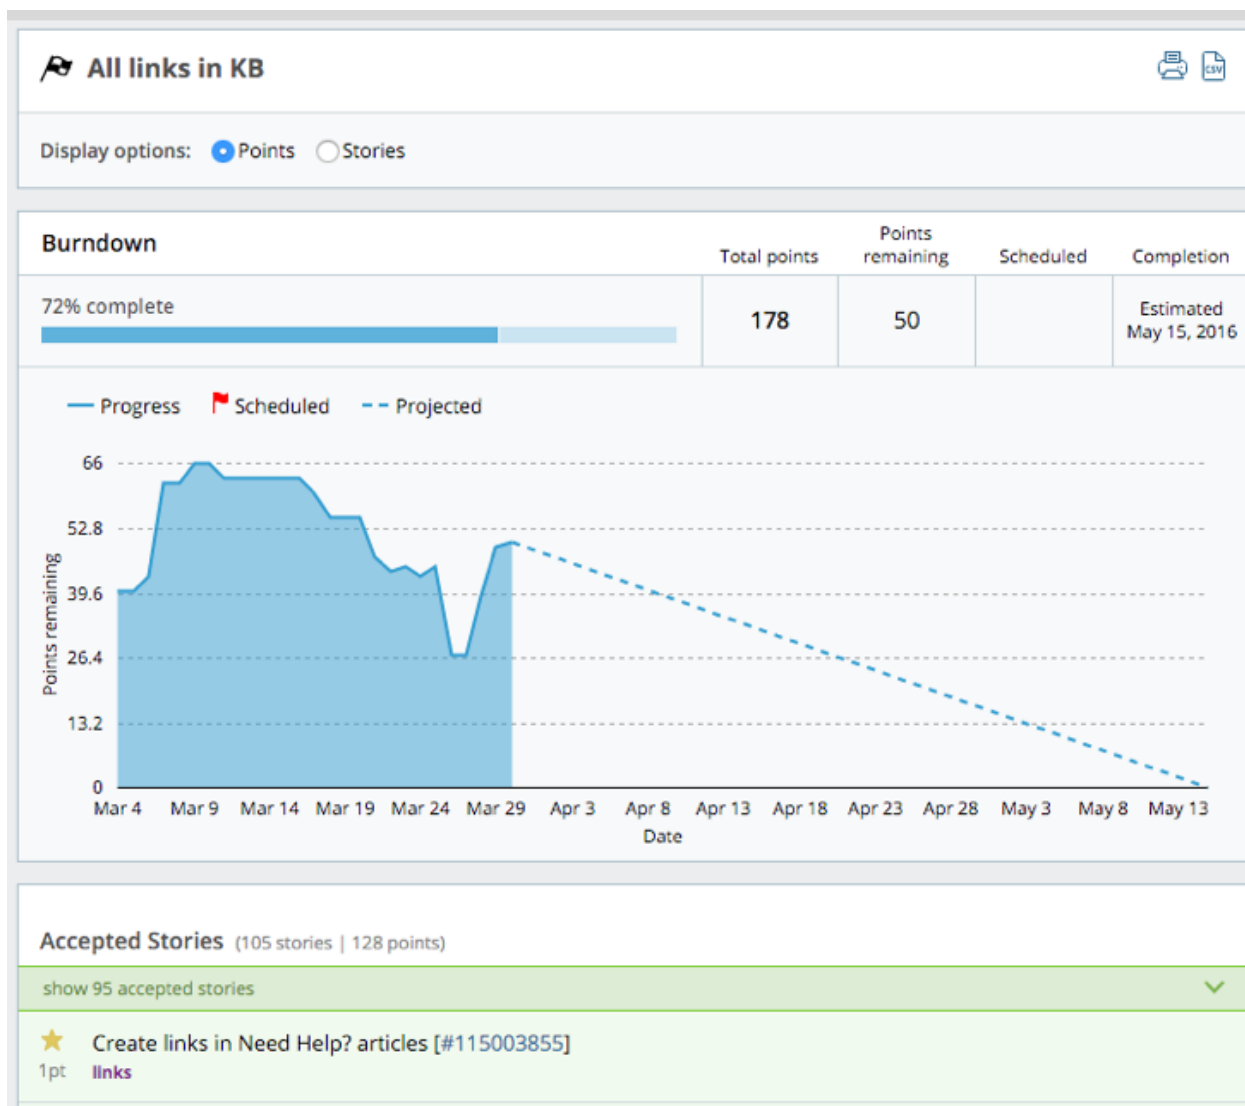 All links in KB
CSV
Display options: Points Stories
Burndown
Total points
Points
remaining
Scheduled
Completion
72% complete
178
50
Estimated
May 15, 2016
Progress Scheduled Projected
66
52.8
39.6
26.4
13.2
0
Points remaining
Mar 4 Mar 9 Mar 14 Mar 19 Mar 24 Mar 29 Apr 3 Apr 8 Apr 13 Apr 18 Apr 23 Apr 28 May 3 May 8 May 13
Date
Accepted Stories (105 stories | 128 points)
show 95 accepted stories
Create links in Need Help? articles [#115003855]
1pt links